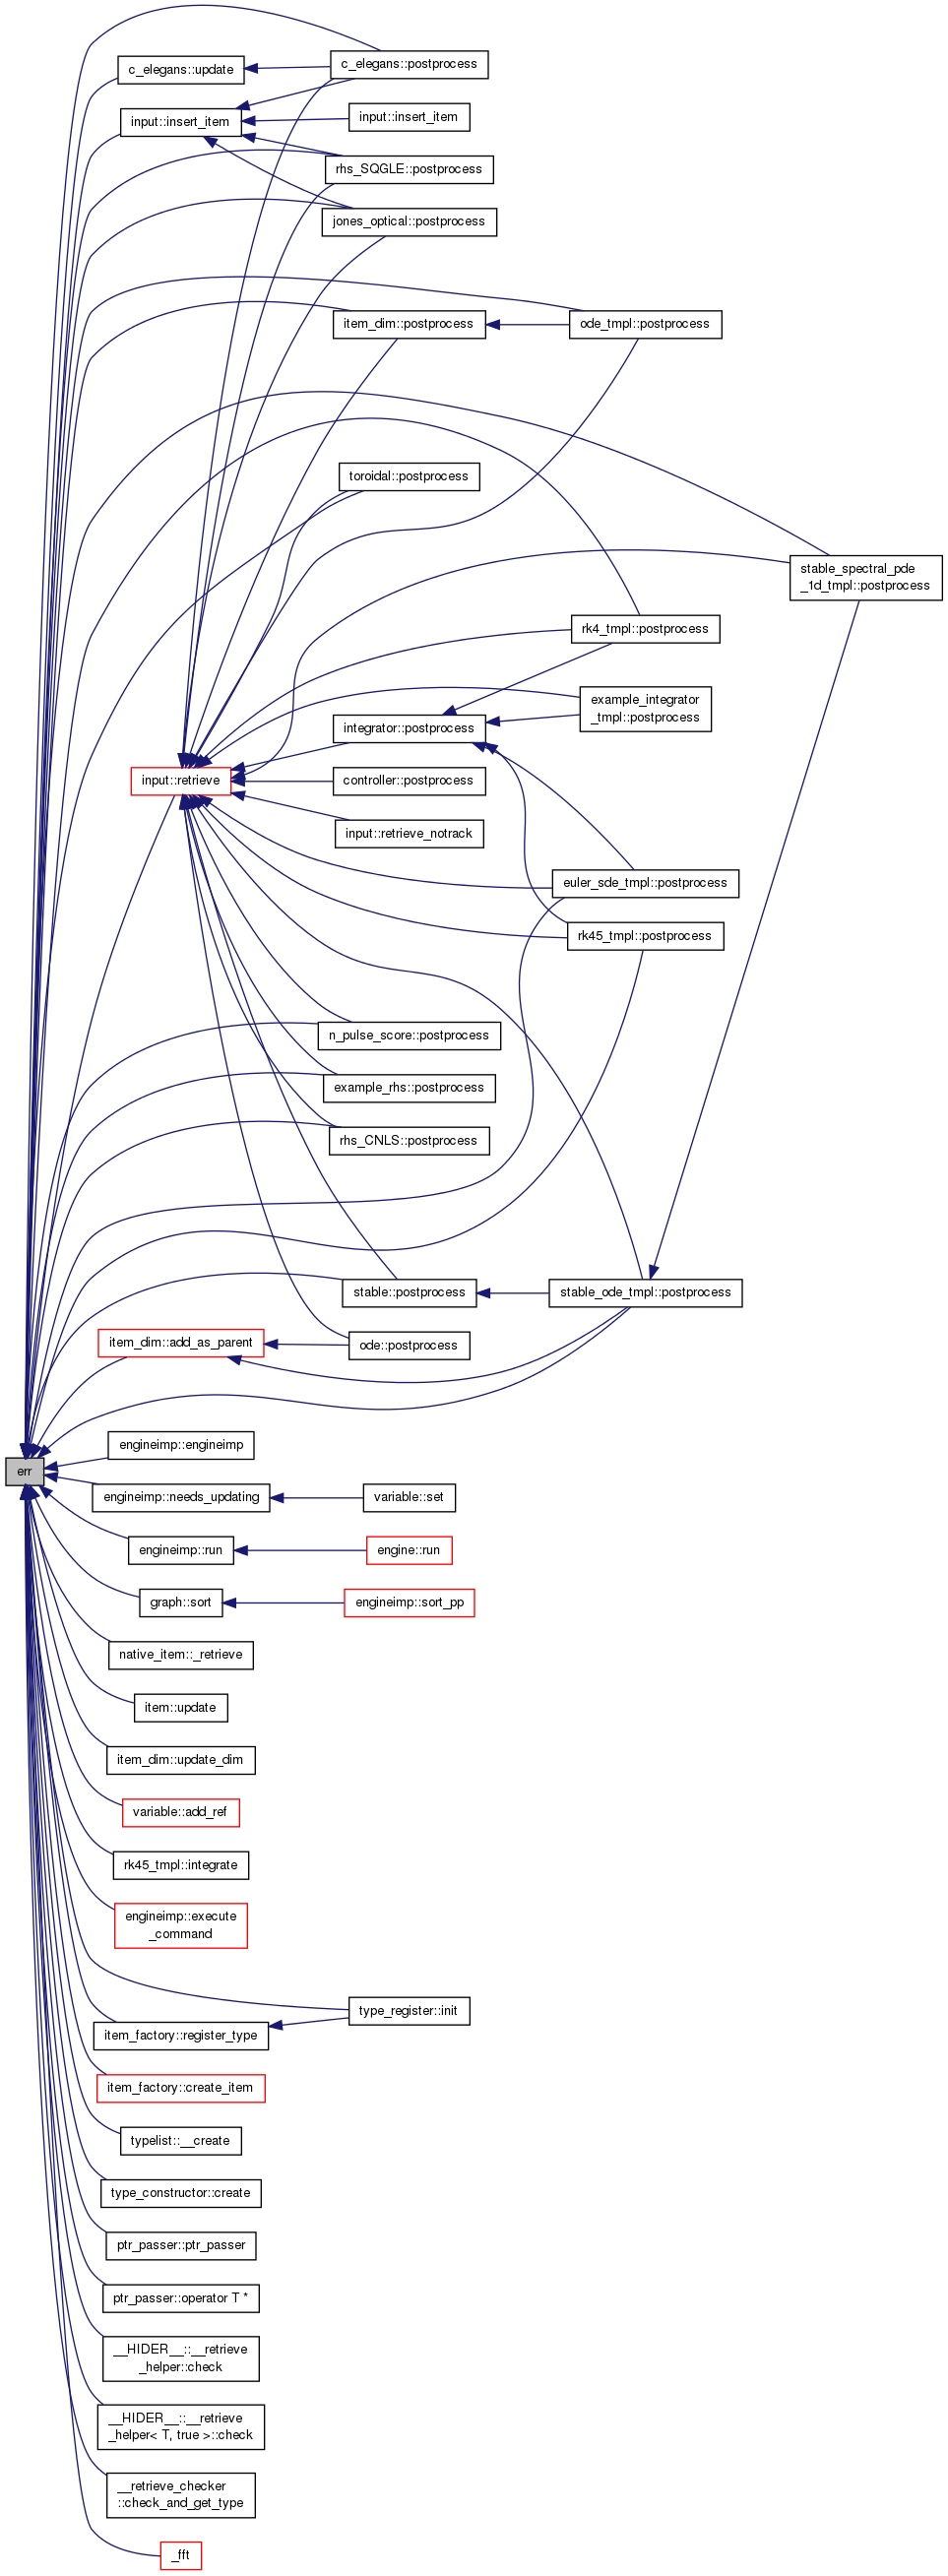 c_elegans::postprocess
c_elegans::update
input::insert_item
input::insert_item
rhs_SQGLE::postprocess
jones_optical::postprocess
item_dim::postprocess
ode_tmpl::postprocess
toroidal::postprocess
stable_spectral_pde
_1d_tmpl::postprocess
rk4_tmpl::postprocess
example_integrator
_tmpl::postprocess
integrator::postprocess
input::retrieve
controller::postprocess
input::retrieve_notrack
euler_sde_tmpl::postprocess
rk45_tmpl::postprocess
n_pulse_score::postprocess
example_rhs::postprocess
rhs_CNLS::postprocess
stable::postprocess
stable_ode_tmpl::postprocess
item_dim::add_as_parent
ode::postprocess
engineimp::engineimp
err
engineimp::needs_updating
variable::set
engineimp::run
engine::run
graph::sort
engineimp::sort_pp
native_item::_retrieve
item::update
item_dim::update_dim
variable::add_ref
rk45_tmpl::integrate
engineimp::execute
_command
type_register::init
item_factory::register_type
item_factory::create_item
typelist::__create
type_constructor::create
ptr_passer::ptr_passer
ptr_passer::operator T *
__HIDER__::__retrieve
_helper::check
__HIDER__::__retrieve
_helper< T, true >::check
__retrieve_checker
::check_and_get_type
_fft